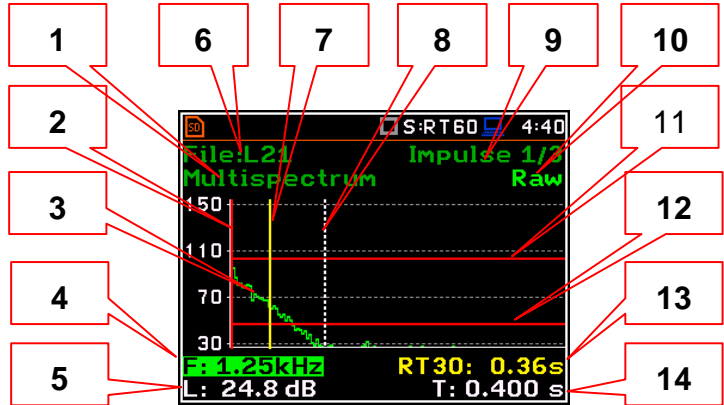 1 6 7 8 9 10
2
3
4
5
11
12
13
14
SD S:RT60 4:40
File:L21 Impulse 1/3
Multispectrum Raw
150
110
70
30
F: 1.25kHz RT30: 0.36s
L: 24.8 dB T: 0.400 s